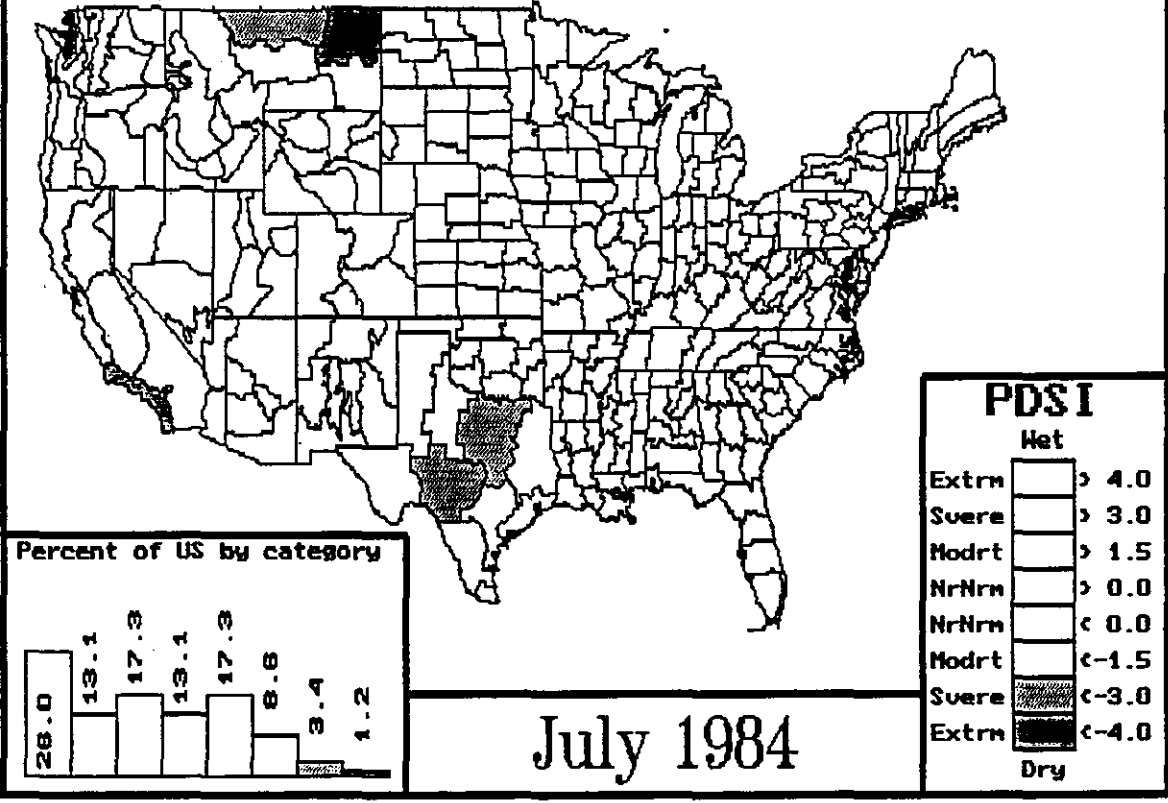 PDSI
Wet
Extrm > 4.0
Svere > 3.0
Modrt > 1.5
NrNrm > 0.0
NrNrm < 0.0
Modrt <-1.5
Svere <-3.0
Extrm <-4.0
Dry
Percent of US by category
26.0
13.1
17.3
13.1
17.3
8.6
3.4
1.2
July 1984